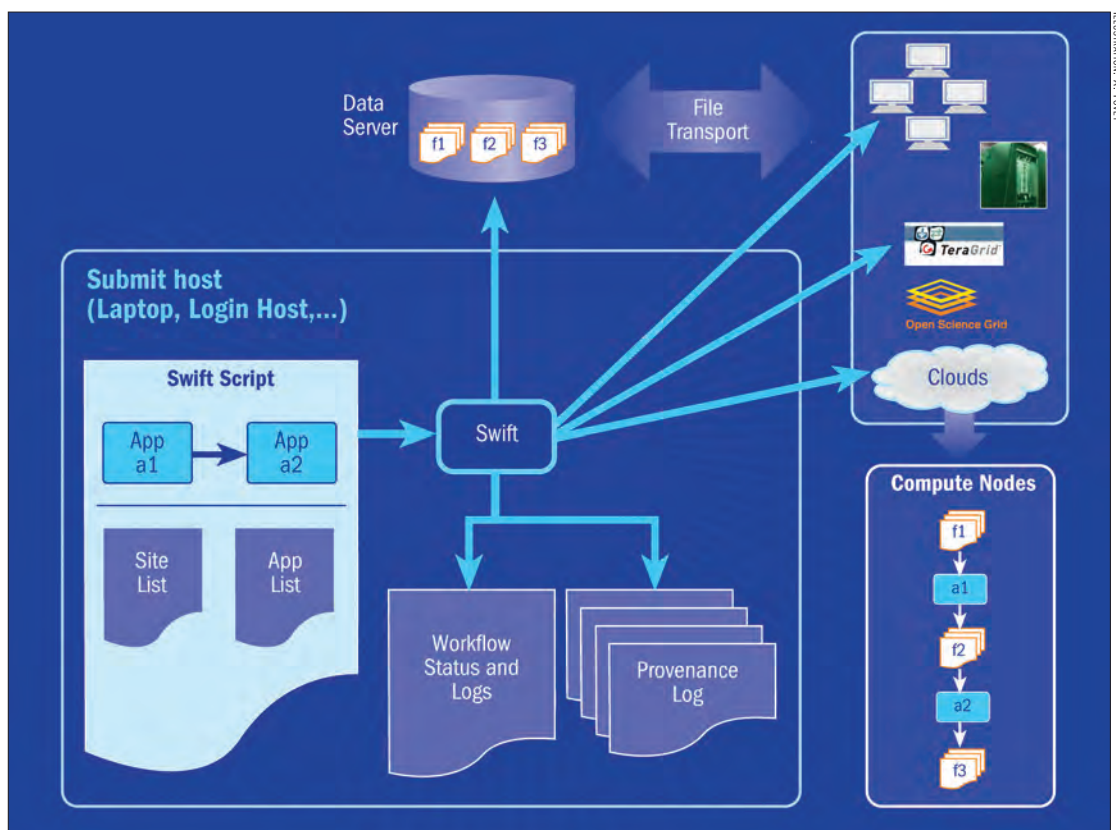 Data
Server
f1
f2
f3
File
Transport
TeraGrid
Open Science Grid
Clouds
Submit host
(Laptop, Login Host,...)
Swift Script
App
a1
App
a2
Site
List
App
List
Swift
Workflow
Status and
Logs
Provenance
Log
Compute Nodes
f1
a1
f2
a2
f3